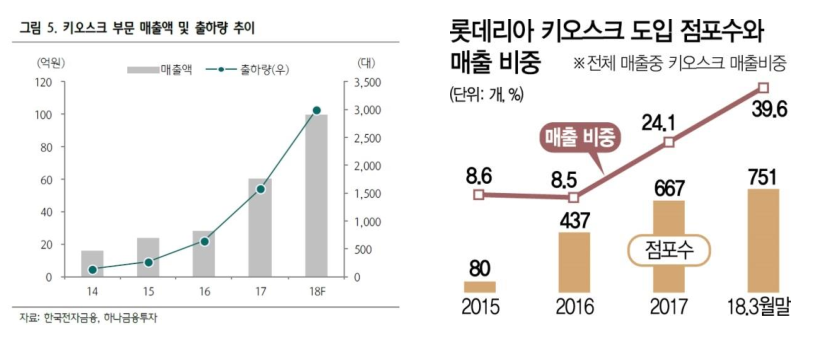 그림 5. 키오스크 부문 매출액 및 출하량 추이
(억원)
(대)
매출액
출하량(우)
120
100
80
60
40
20
0
3,500
3,000
2,500
2,000
1,500
1,000
500
0
14 15 16 17 18F
자료: 한국전자금융, 하나금융투자
롯데리아 키오스크 도입 점포수와
매출 비중 ※전체 매출중 키오스크 매출비중
(단위: 개, %)
매출 비중
8.6 8.5 24.1 39.6
80 437 667 751
점포수
2015 2016 2017 18.3월말